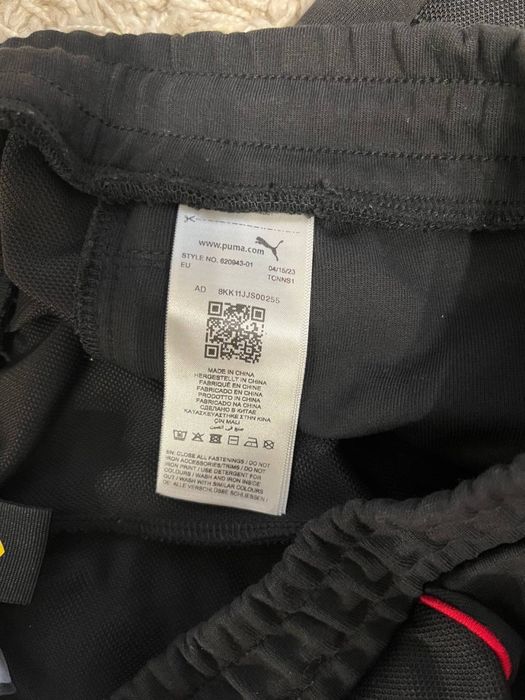 www.puma.com
STYLE NO. 620943-01 04/15/23
EU TCNNS1
AD 8KK11JJS00255
MADE IN CHINA
HERGESTELLT IN CHINA
FABRIQUÉ EN CHINE
FABRICADO EN CHINA
PRODOTTO IN CHINA
FABRICADO NA CHINA
СДЕЛАНО В КИТАЕ
ΚΑΤΑΣΚΕΥΑΣΤΗΚΕ ΣΤΗΝ ΚΙΝΑ
ÇİN MALI
صنع في الصين
EN: CLOSE ALL FASTENINGS / DO NOT
IRON ACCESSORIES/TRIMS / DO NOT
IRON PRINT / USE DETERGENT FOR
COLOURS / WASH AND IRON INSIDE
OUT / WASH WITH SIMILAR COLOURS
DE: ALLE VERSCHLÜSSE SCHLIESSEN /